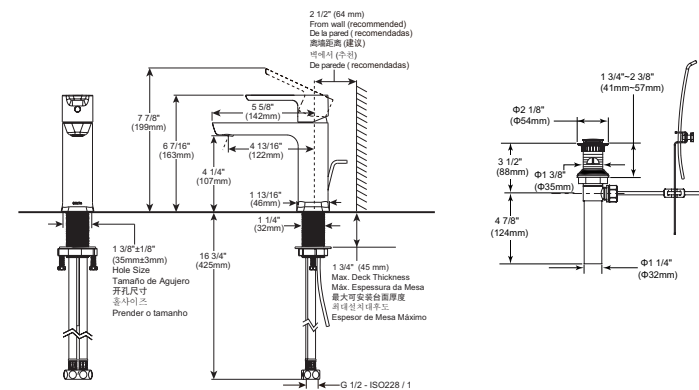 2 1/2" (64 mm)
From wall (recommended)
De la pared ( recomendadas)
离墙距离 (建议)
벽에서 (추천)
De parede ( recomendadas)
7 7/8"
(199mm)
6 7/16"
(163mm)
5 5/8"
(142mm)
4 13/16"
(122mm)
4 1/4"
(107mm)
1 13/16"
(46mm)
1 1/4"
(32mm)
16 3/4"
(425mm)
1 3/8"±1/8"
(35mm±3mm)
Hole Size
Tamaño de Agujero
开孔尺寸
홀사이즈
Prender o tamanho
1 3/4" (45 mm)
Max. Deck Thickness
Máx. Espessura da Mesa
最大可安装台面厚度
최대설치대후도
Espesor de Mesa Máximo
G 1/2 - ISO228 / 1
1 3/4"~2 3/8"
(41mm~57mm)
Φ2 1/8"
(Φ54mm)
3 1/2"
(88mm)
Φ1 3/8"
(Φ35mm)
4 7/8"
(124mm)
Φ1 1/4"
(Φ32mm)